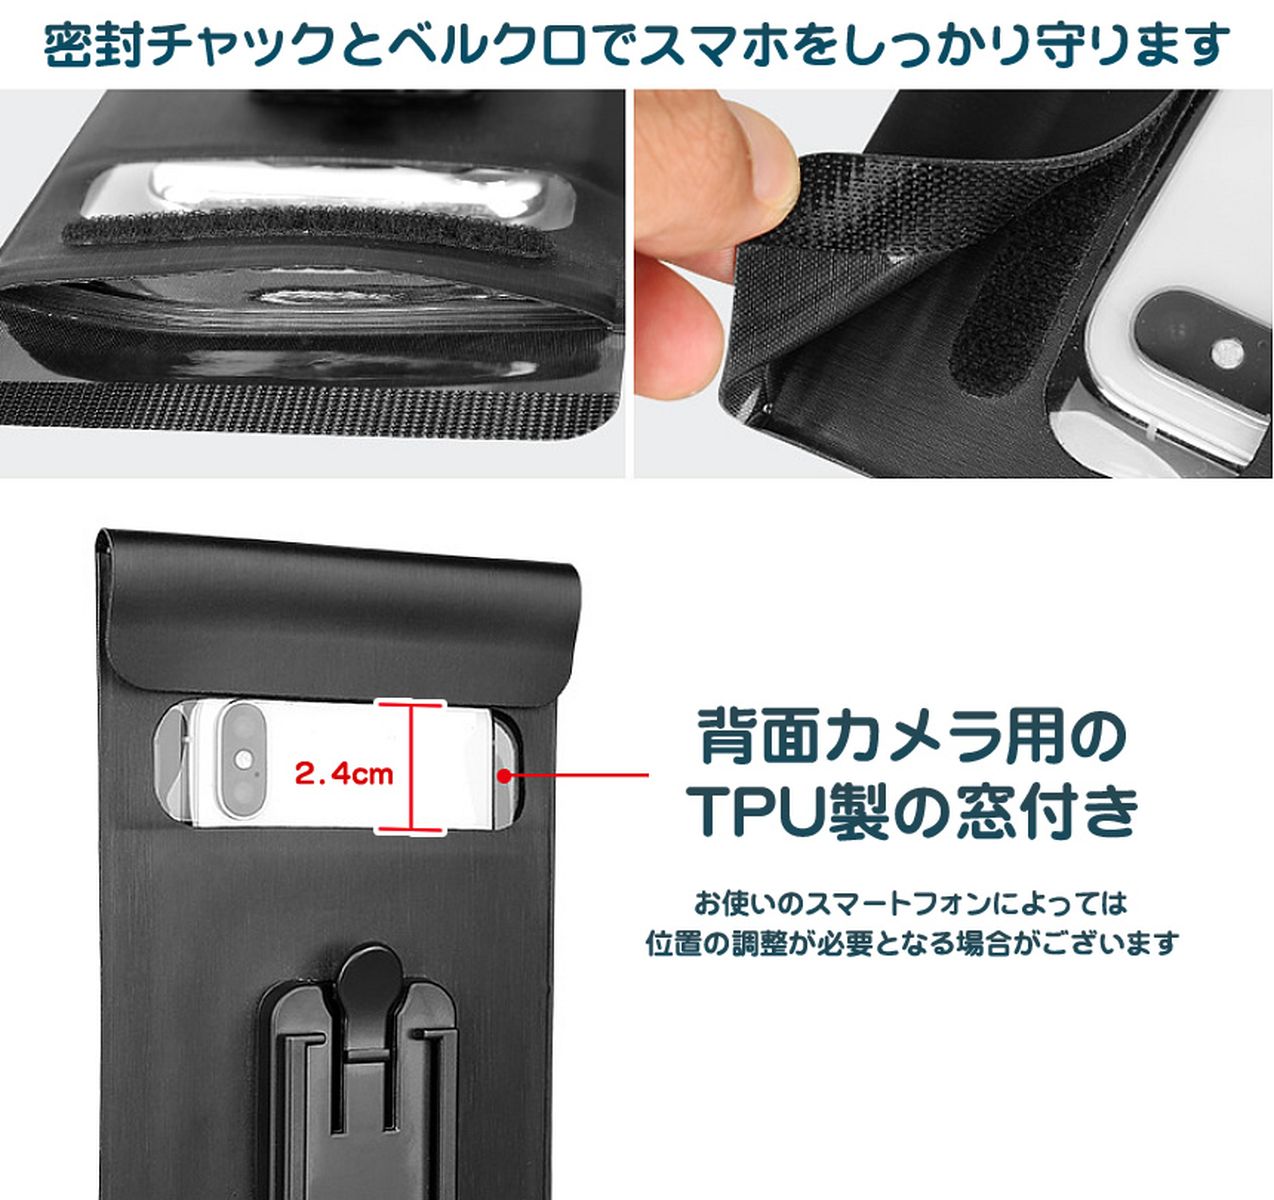 密封チャックとベルクロでスマホをしっかり守ります
2.4cm
背面カメラ用の
TPU製の窓付き
お使いのスマートフォンによっては
位置の調整が必要となる場合がございます